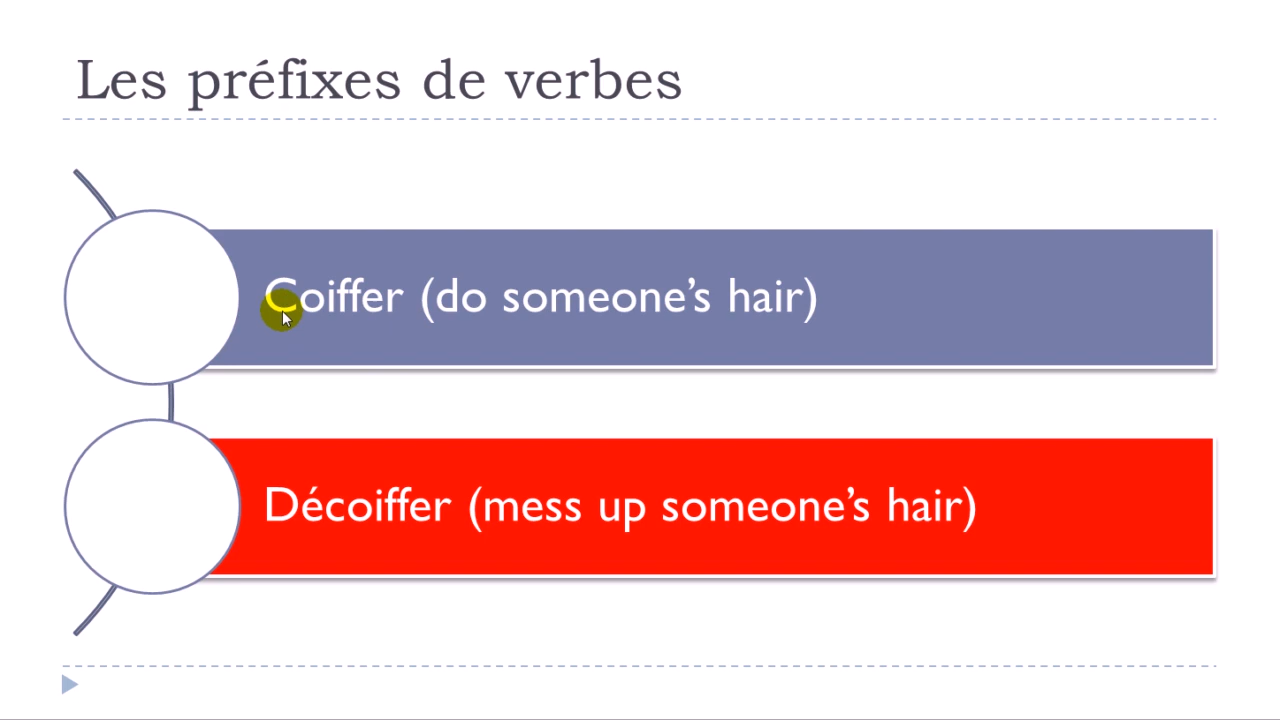 Les préfixes de verbes
Coiffer (do someone’s hair)
Décoiffer (mess up someone’s hair)